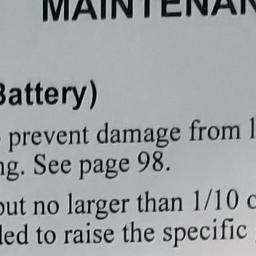 MAINTENAN
Battery)
prevent damage from l
ng. See page 98.
but no larger than 1/10 c
led to raise the specific